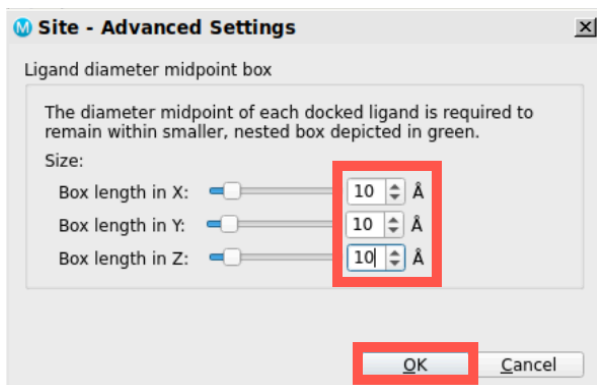 Site - Advanced Settings
Ligand diameter midpoint box
The diameter midpoint of each docked ligand is required to
remain within smaller, nested box depicted in green.
Size:
Box length in X: 10 Å
Box length in Y: 10 Å
Box length in Z: 10 Å
OK Cancel